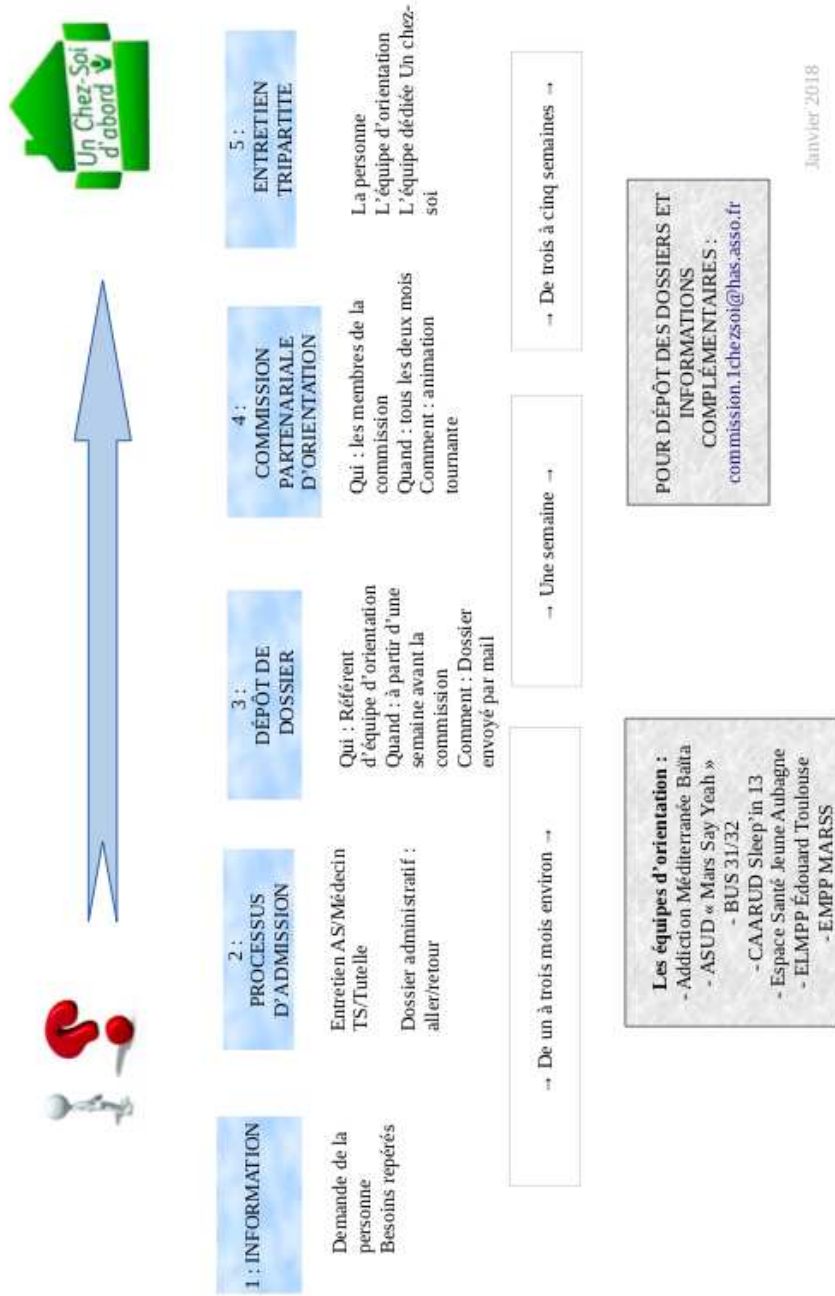 Un Chez-Soi
d'abord
1 : INFORMATION
Demande de la
personne
Besoins repérés
2 :
PROCESSUS
D'ADMISSION
Entretien AS/Médecin
TS/Tutelle
Dossier administratif :
aller/retour
3 :
DÉPÔT DE
DOSSIER
Qui : Référent
d'équipe d'orientation
Quand : à partir d'une
semaine avant la
commission
Comment : Dossier
envoyé par mail
4 :
COMMISSION
PARTENARIALE
D'ORIENTATION
Qui : les membres de la
commission
Quand : tous les deux mois
Comment : animation
tournante
5 :
ENTRETIEN
TRIPARTITE
La personne
L'équipe d'orientation
L'équipe dédiée Un chez-
soi
→ De un à trois mois environ →
→ Une semaine →
→ De trois à cinq semaines →
Les équipes d'orientation :
- Addiction Méditerranée Baïta
- ASUD « Mars Say Yeah »
- BUS 31/32
- CAARUD Sleep'in 13
- Espace Santé Jeune Aubagne
- ELMPP Édouard Toulouse
- EMPP MARSS
POUR DÉPÔT DES DOSSIERS ET
INFORMATIONS
COMPLÉMENTAIRES :
commission.1chezsoi@has.asso.fr
Janvier 2018